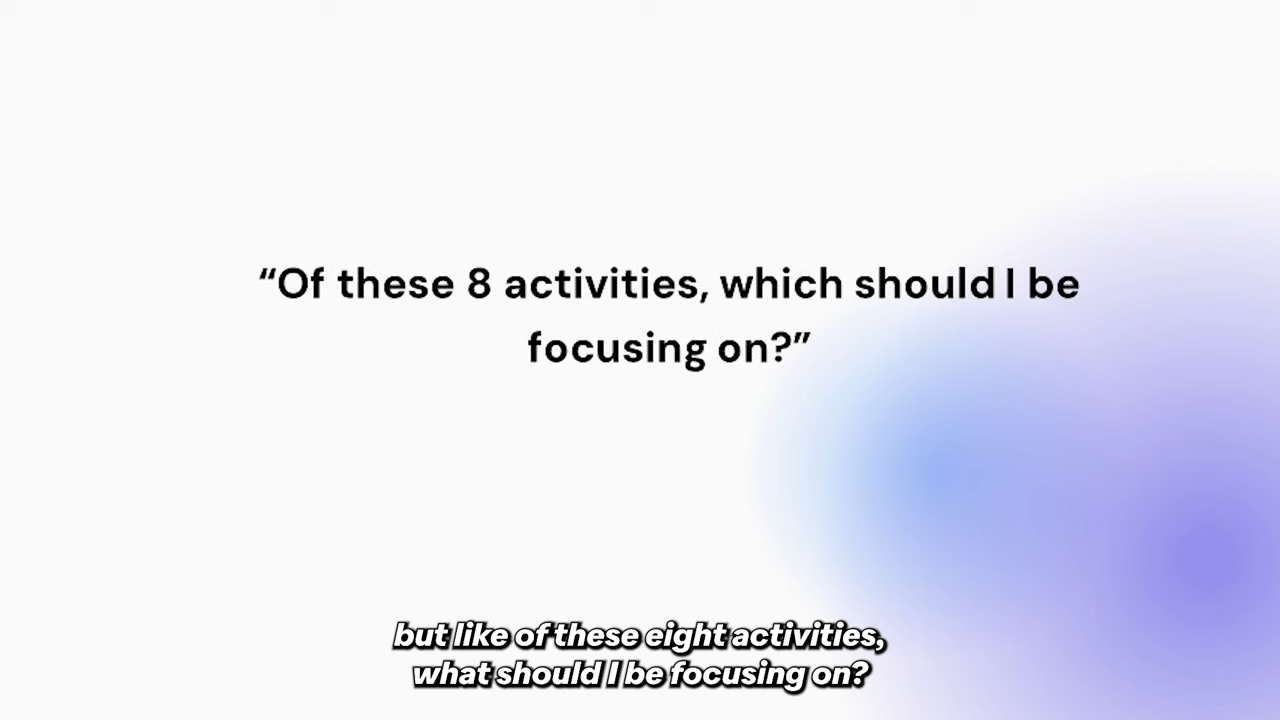 “Of these 8 activities, which should I be
focusing on?”
but like of these eight activities,
what should I be focusing on?